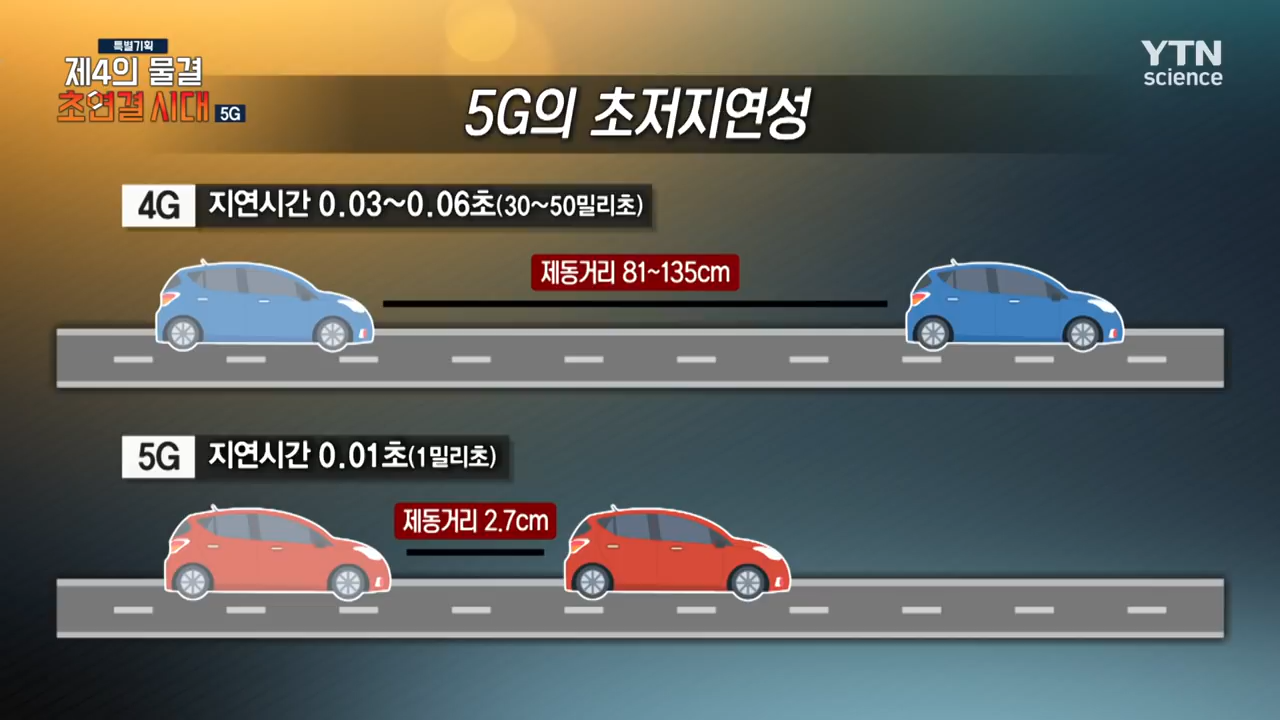 특별기획
제4의 물결
초연결 시대 5G
YTN
science
5G의 초저지연성
4G 지연시간 0.03~0.06초(30~50밀리초)
제동거리 81~135cm
5G 지연시간 0.01초(1밀리초)
제동거리 2.7cm